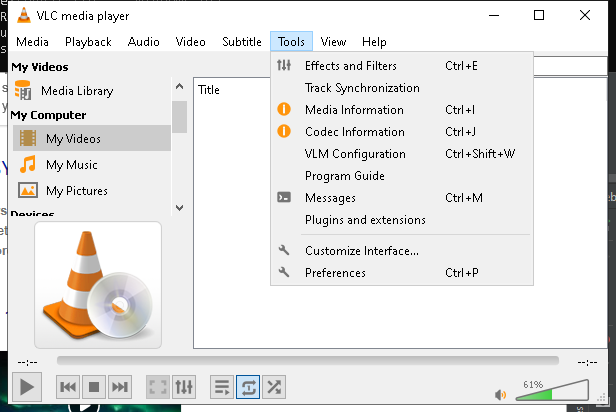 VLC media player
Media Playback Audio Video Subtitle Tools View Help
My Videos
Media Library
My Computer
My Videos
My Music
My Pictures
Devices
Title
Effects and Filters Ctrl+E
Track Synchronization
Media Information Ctrl+I
Codec Information Ctrl+J
VLM Configuration Ctrl+Shift+W
Program Guide
Messages Ctrl+M
Plugins and extensions
Customize Interface...
Preferences Ctrl+P
--:-- --:--
61%